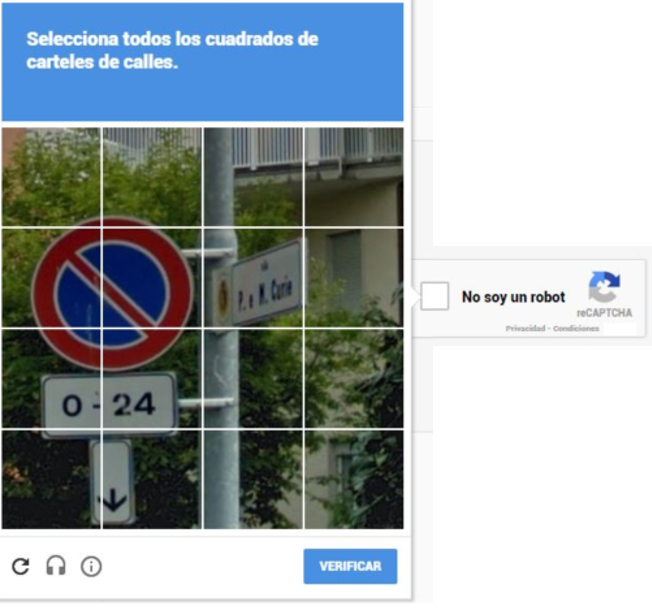 Selecciona todos los cuadrados de
carteles de calles.
P. e M. Curie
0 - 24
No soy un robot
reCAPTCHA
Privacidad - Condiciones
VERIFICAR